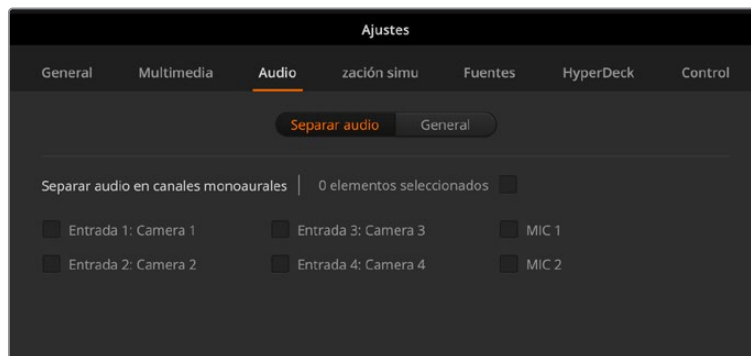 Ajustes
General Multimedia Audio zación simu Fuentes HyperDeck Control
Separar audio General
Separar audio en canales monoaurales 0 elementos seleccionados
Entrada 1: Camera 1 Entrada 3: Camera 3 MIC 1
Entrada 2: Camera 2 Entrada 4: Camera 4 MIC 2